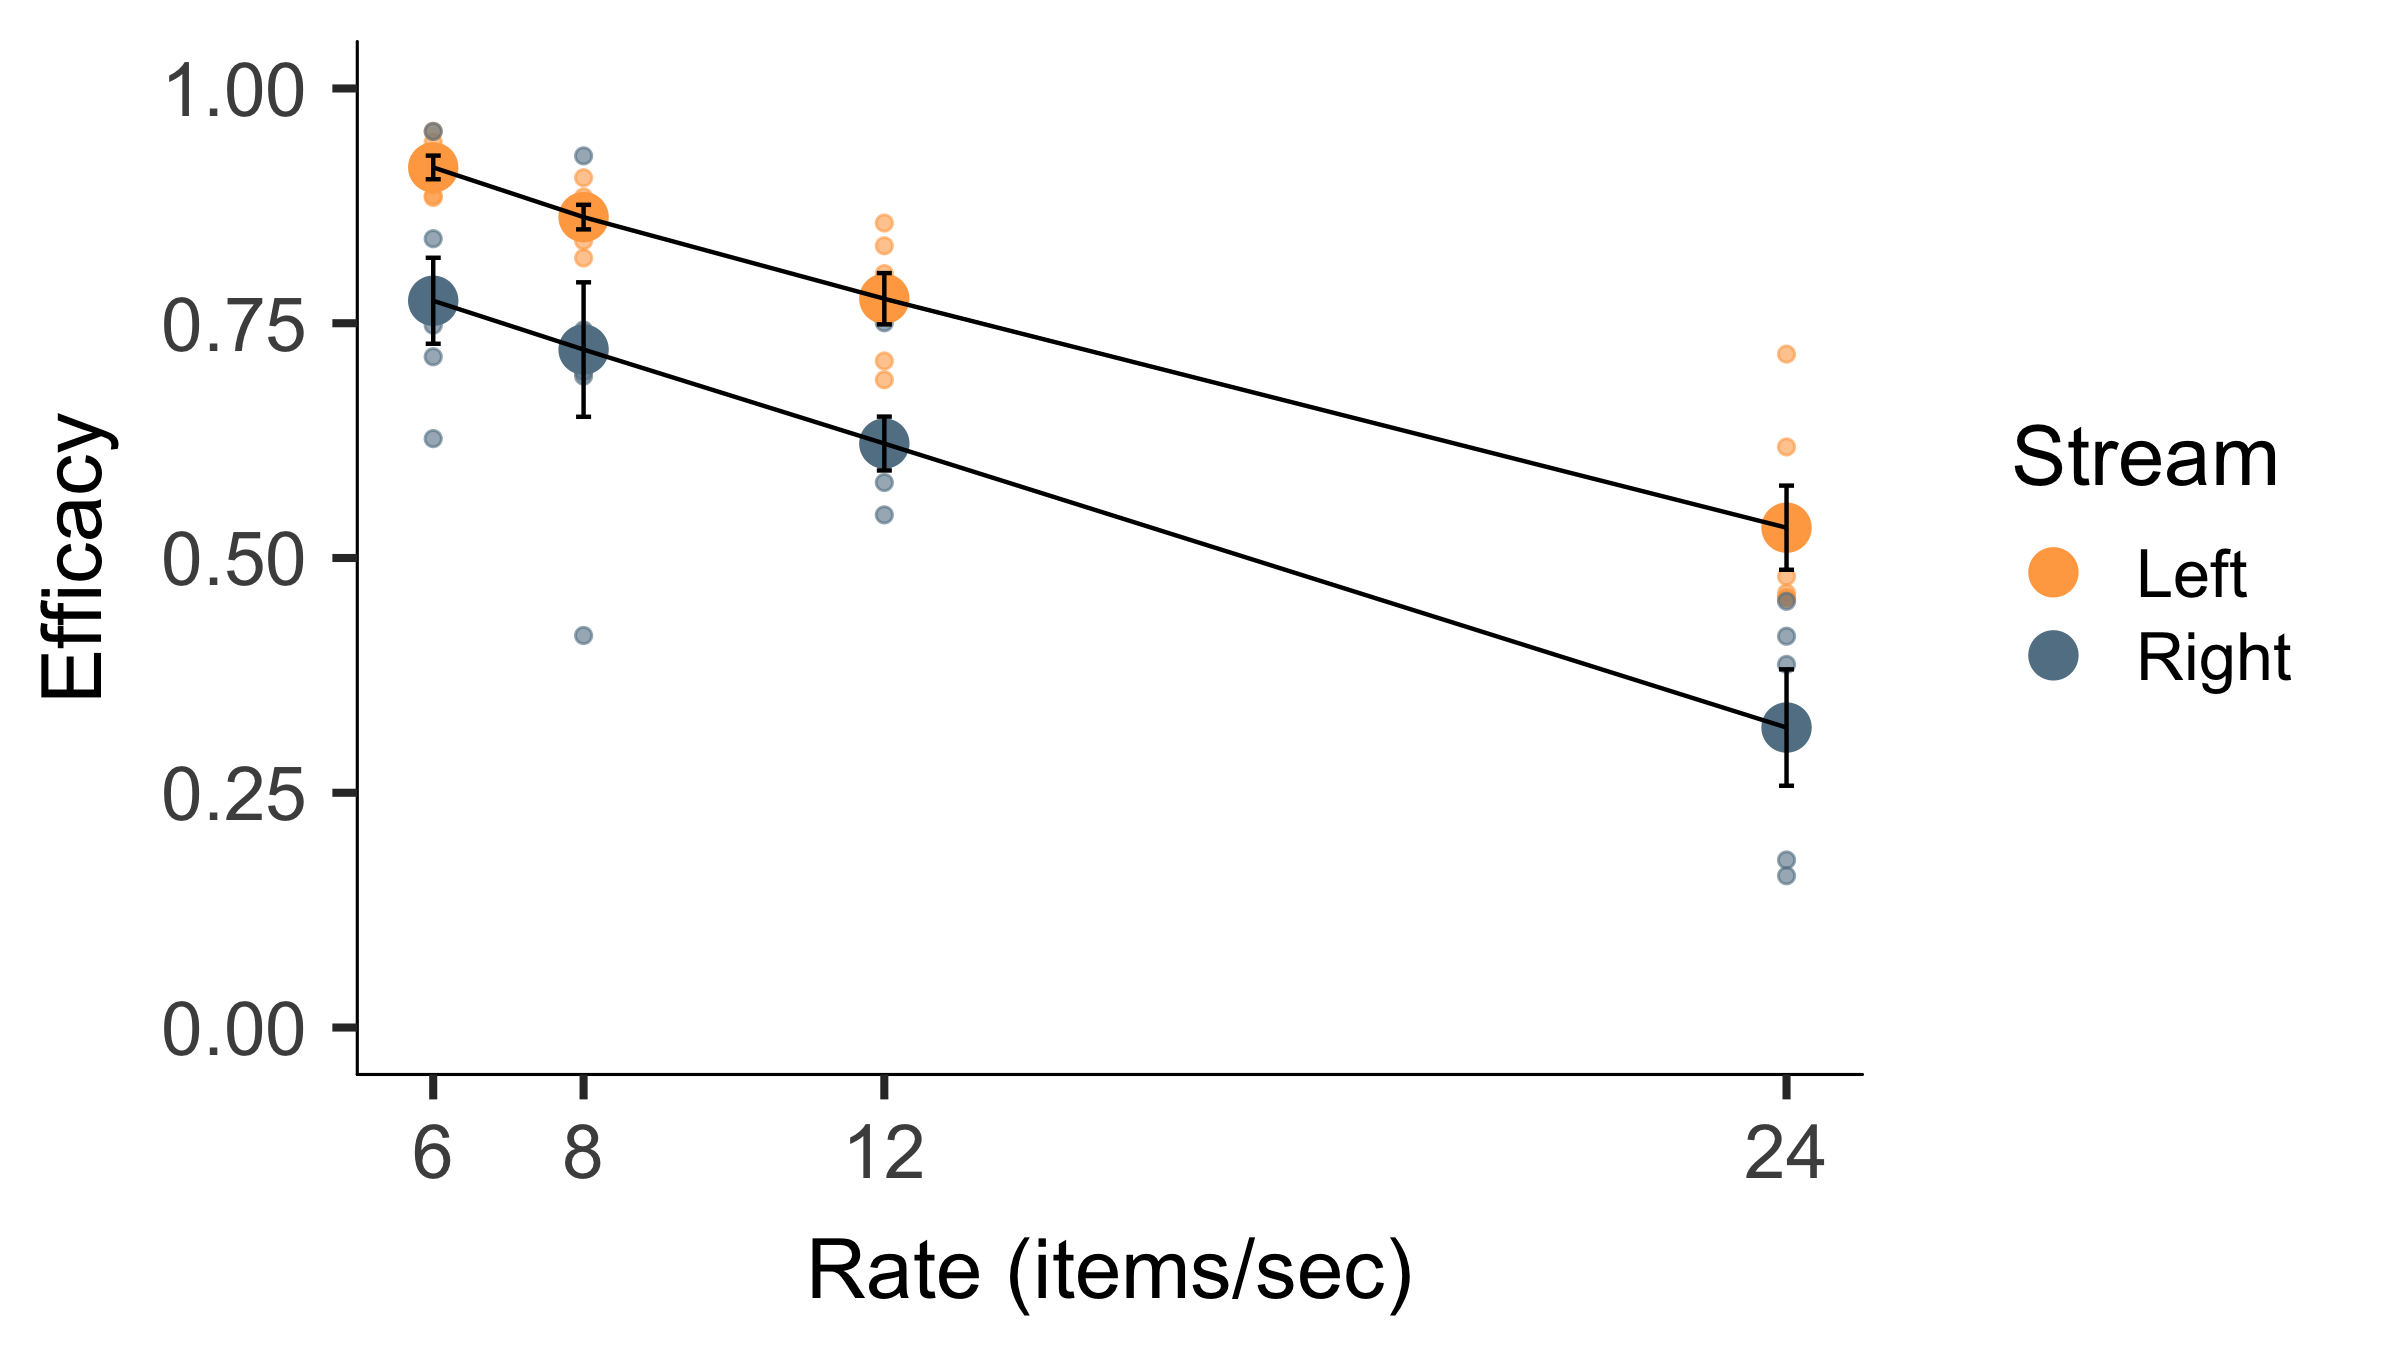 1.00
0.75
0.50
0.25
0.00
Efficacy
6 8 12 24
Rate (items/sec)
Stream
Left
Right